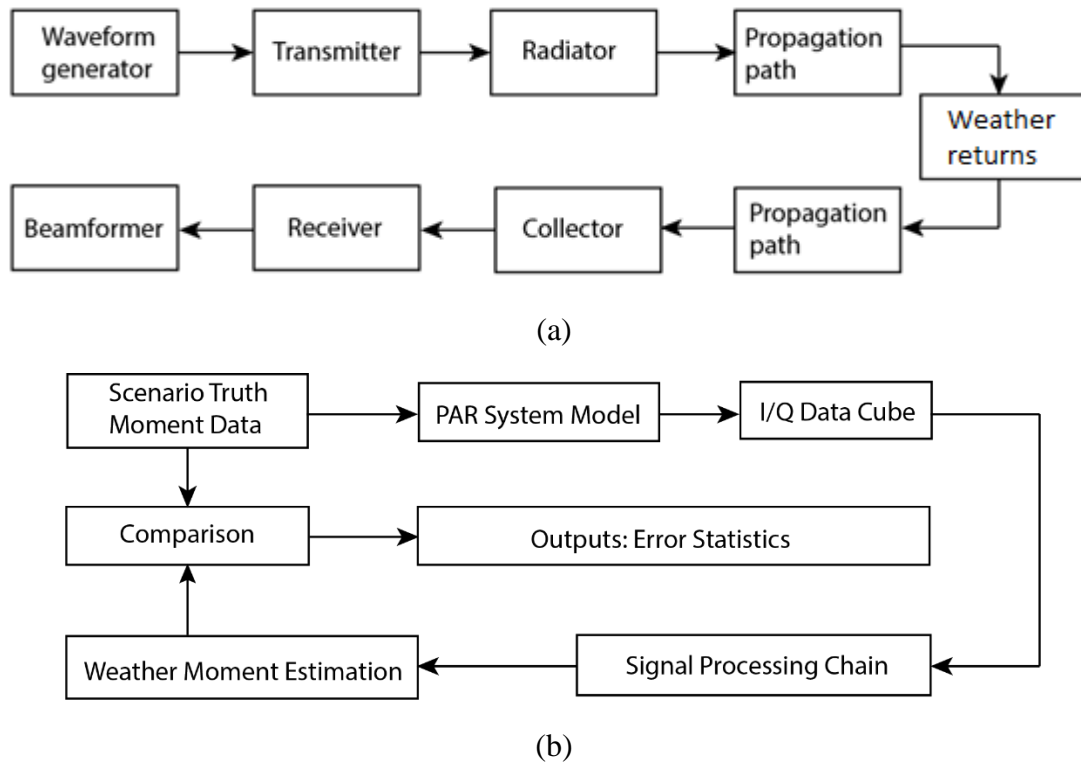 Waveform
generator
Transmitter
Radiator
Propagation
path
Weather
returns
Propagation
path
Collector
Receiver
Beamformer
(a)
Scenario Truth
Moment Data
PAR System Model
I/Q Data Cube
Comparison
Outputs: Error Statistics
Weather Moment Estimation
Signal Processing Chain
(b)